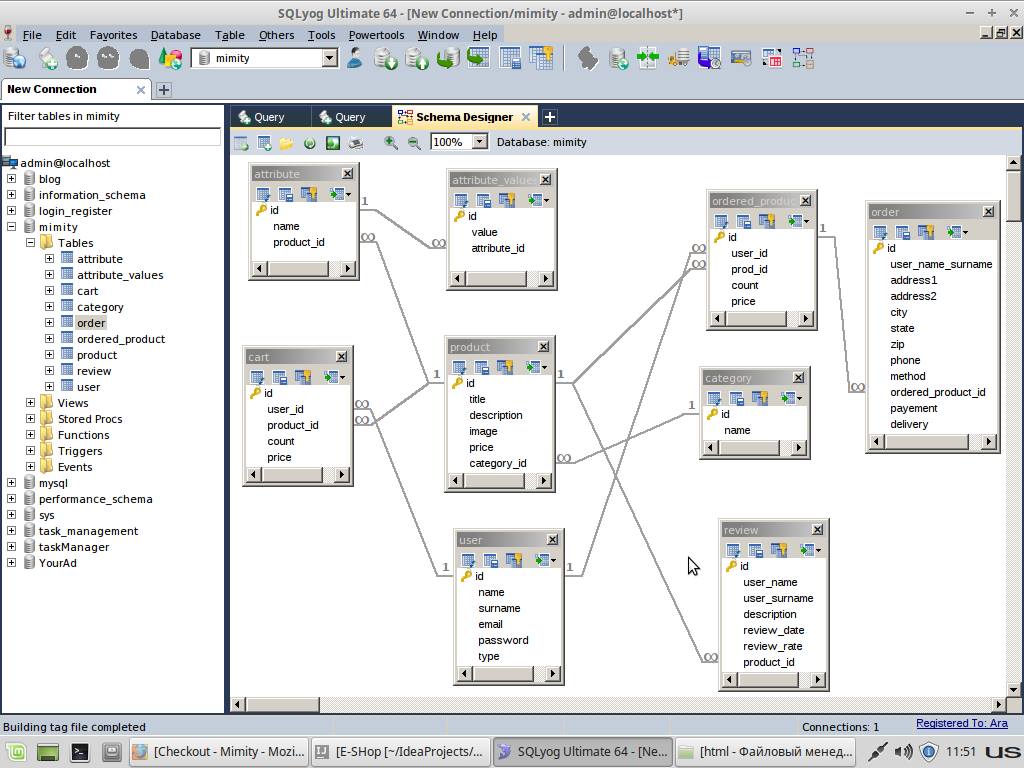 SQLyog Ultimate 64 - [New Connection/mimity - admin@localhost*]
File Edit Favorites Database Table Others Tools Powertools Window Help
mimity
New Connection
Filter tables in mimity
admin@localhost
blog
information_schema
login_register
mimity
Tables
attribute
attribute_values
cart
category
order
ordered_product
product
review
user
Views
Stored Procs
Functions
Triggers
Events
mysql
performance_schema
sys
task_management
taskManager
YourAd
Query Query Schema Designer
100% Database: mimity
attribute
id
name
product_id
attribute_value
id
value
attribute_id
ordered_produc
id
user_id
prod_id
count
price
order
id
user_name_surname
address1
address2
city
state
zip
phone
method
ordered_product_id
payement
delivery
cart
id
user_id
product_id
count
price
product
id
title
description
image
price
category_id
category
id
name
user
id
name
surname
email
password
type
review
id
user_name
user_surname
description
review_date
review_rate
product_id
1
∞
∞
∞
∞
1
∞
∞
∞
1
1
1
∞
1
1
∞
Building tag file completed
Connections: 1
Registered To: Ara
[Checkout - Mimity - Mozi...
[E-SHop [~/IdeaProjects/...
SQLyog Ultimate 64 - [Ne...
[html - Файловый менед...
11:51
us